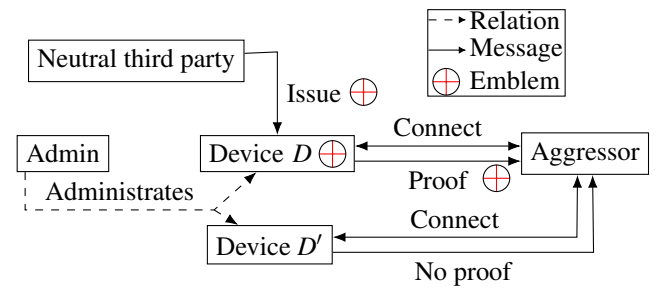 Relation
Message
Emblem
Neutral third party
Issue
Connect
Admin
Device D
Aggressor
Proof
Administrates
Connect
Device D′
No proof